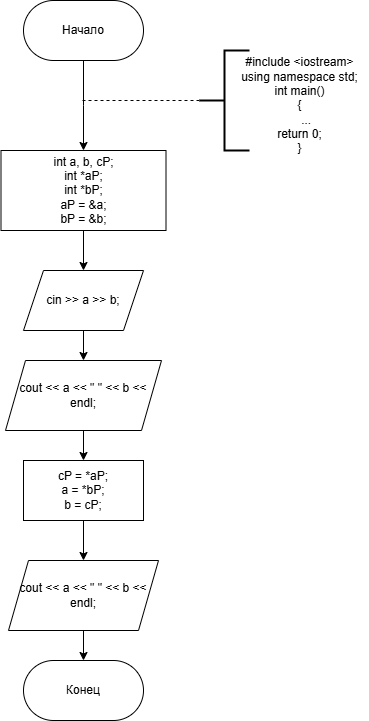 Начало
#include <iostream>
using namespace std;
int main()
{
...
return 0;
}
int a, b, cP;
int *aP;
int *bP;
aP = &a;
bP = &b;
cin >> a >> b;
cout << a << " " << b <<
endl;
cP = *aP;
a = *bP;
b = cP;
cout << a << " " << b <<
endl;
Конец